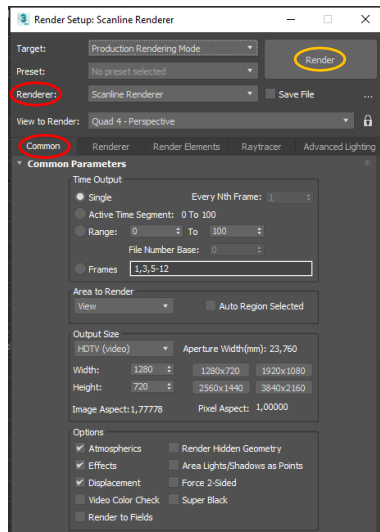 3 Render Setup: Scanline Renderer
Target: Production Rendering Mode
Render
Preset: No preset selected
Renderer: Scanline Renderer Save File ...
View to Render: Quad 4 - Perspective
Common Renderer Render Elements Raytracer Advanced Lighting
Common Parameters
Time Output
Single Every Nth Frame: 1
Active Time Segment: 0 To 100
Range: 0 To 100
File Number Base: 0
Frames 1,3,5-12
Area to Render
View Auto Region Selected
Output Size
HDTV (video) Aperture Width(mm): 23,760
Width: 1280 1280x720 1920x1080
Height: 720 2560x1440 3840x2160
Image Aspect: 1,77778 Pixel Aspect: 1,00000
Options
Atmospherics Render Hidden Geometry
Effects Area Lights/Shadows as Points
Displacement Force 2-Sided
Video Color Check Super Black
Render to Fields